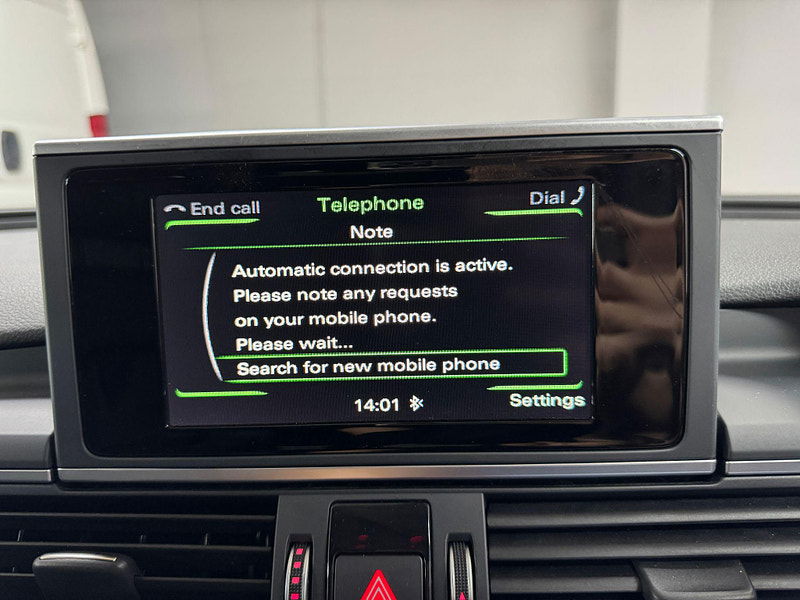 End call
Telephone
Dial
Note
Automatic connection is active.
Please note any requests
on your mobile phone.
Please wait...
Search for new mobile phone
14:01
Settings